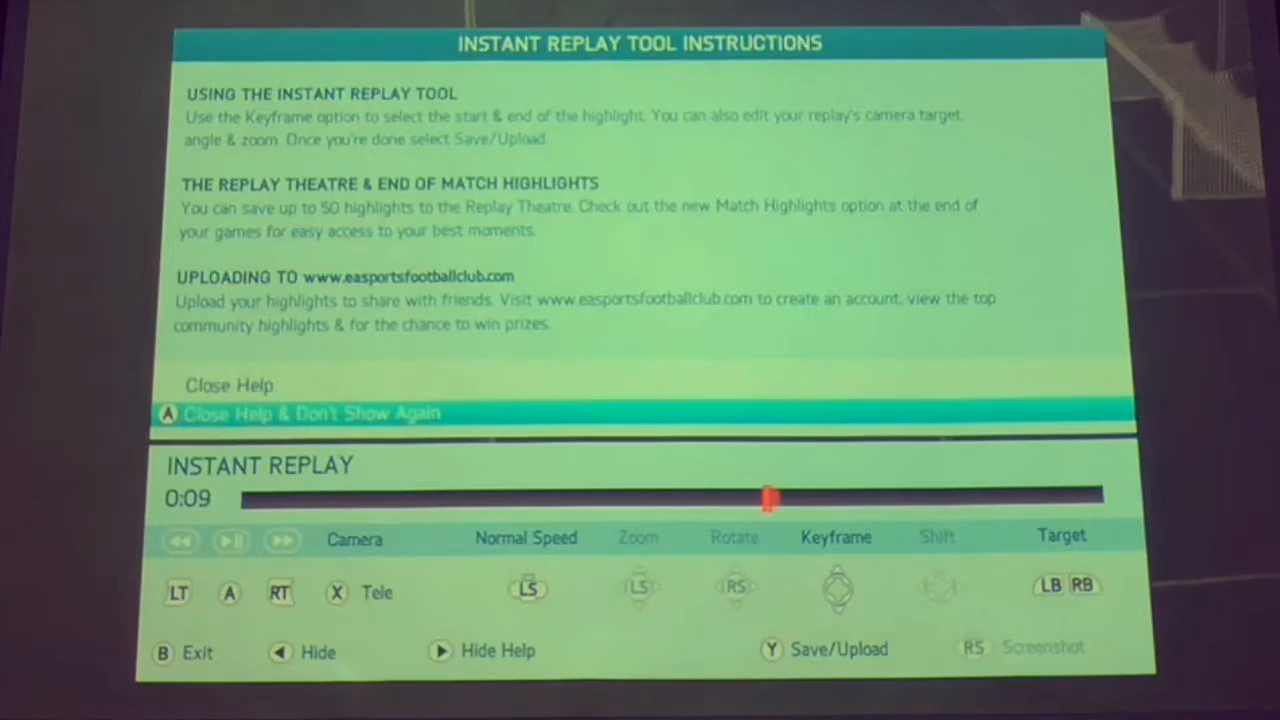 INSTANT REPLAY TOOL INSTRUCTIONS
USING THE INSTANT REPLAY TOOL
Use the Keyframe option to select the start & end of the highlight. You can also edit your replay's camera target,
angle & zoom. Once you're done select Save/Upload
THE REPLAY THEATRE & END OF MATCH HIGHLIGHTS
You can save up to 50 highlights to the Replay Theatre. Check out the new Match Highlights option at the end of
your games for easy access to your best moments.
UPLOADING TO www.easportsfootballclub.com
Upload your highlights to share with friends. Visit www.easportsfootballclub.com to create an account, view the top
community highlights & for the chance to win prizes.
Close Help
A Close Help & Don't Show Again
INSTANT REPLAY
0:09
Camera Normal Speed Zoom Rotate Keyframe Shift Target
LT A RT X Tele LS LS RS LB RB
B Exit Hide Hide Help Y Save/Upload RS Screenshot